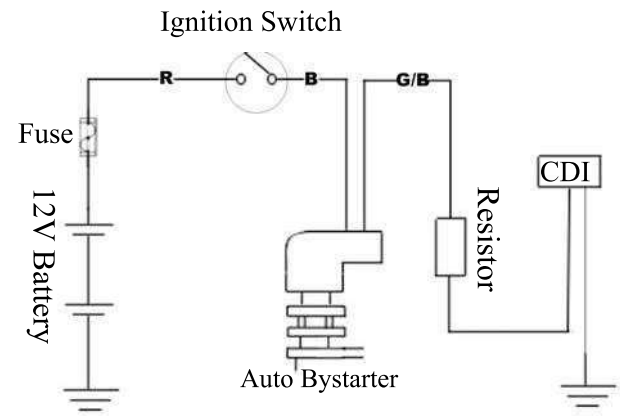 Ignition Switch
R
B
G/B
Fuse
CDI
12V Battery
Resistor
Auto Bystarter